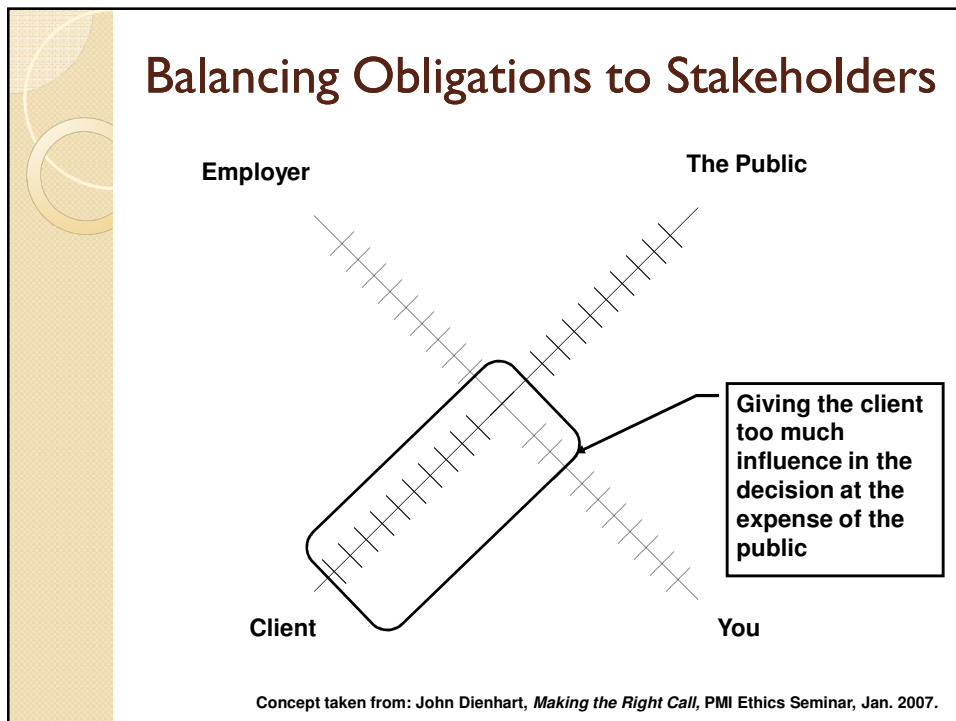 Balancing Obligations to Stakeholders
Employer
The Public
Giving the client
too much
influence in the
decision at the
expense of the
public
Client
You
Concept taken from: John Dienhart, Making the Right Call, PMI Ethics Seminar, Jan. 2007.